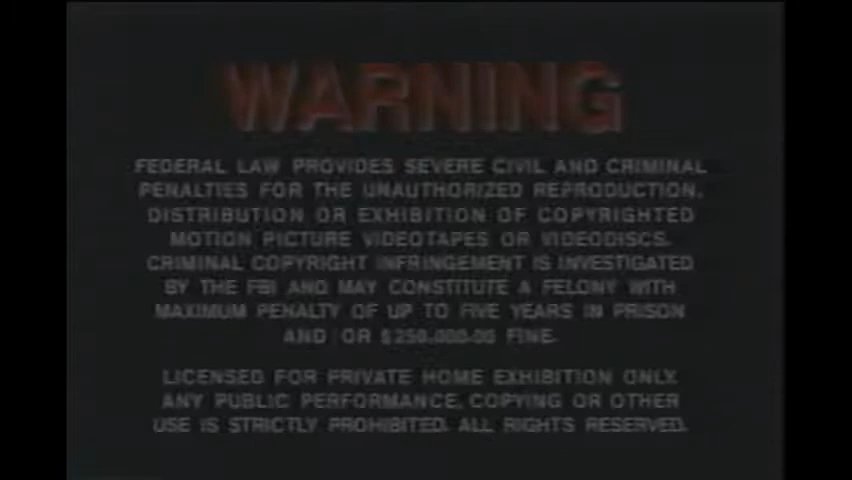 WARNING
FEDERAL LAW PROVIDES SEVERE CIVIL AND CRIMINAL
PENALTIES FOR THE UNAUTHORIZED REPRODUCTION,
DISTRIBUTION OR EXHIBITION OF COPYRIGHTED
MOTION PICTURE VIDEOTAPES OR VIDEODISCS.
CRIMINAL COPYRIGHT INFRINGEMENT IS INVESTIGATED
BY THE FBI AND MAY CONSTITUTE A FELONY WITH
MAXIMUM PENALTY OF UP TO FIVE YEARS IN PRISON
AND / OR $250,000.00 FINE.
LICENSED FOR PRIVATE HOME EXHIBITION ONLY.
ANY PUBLIC PERFORMANCE, COPYING OR OTHER
USE IS STRICTLY PROHIBITED. ALL RIGHTS RESERVED.